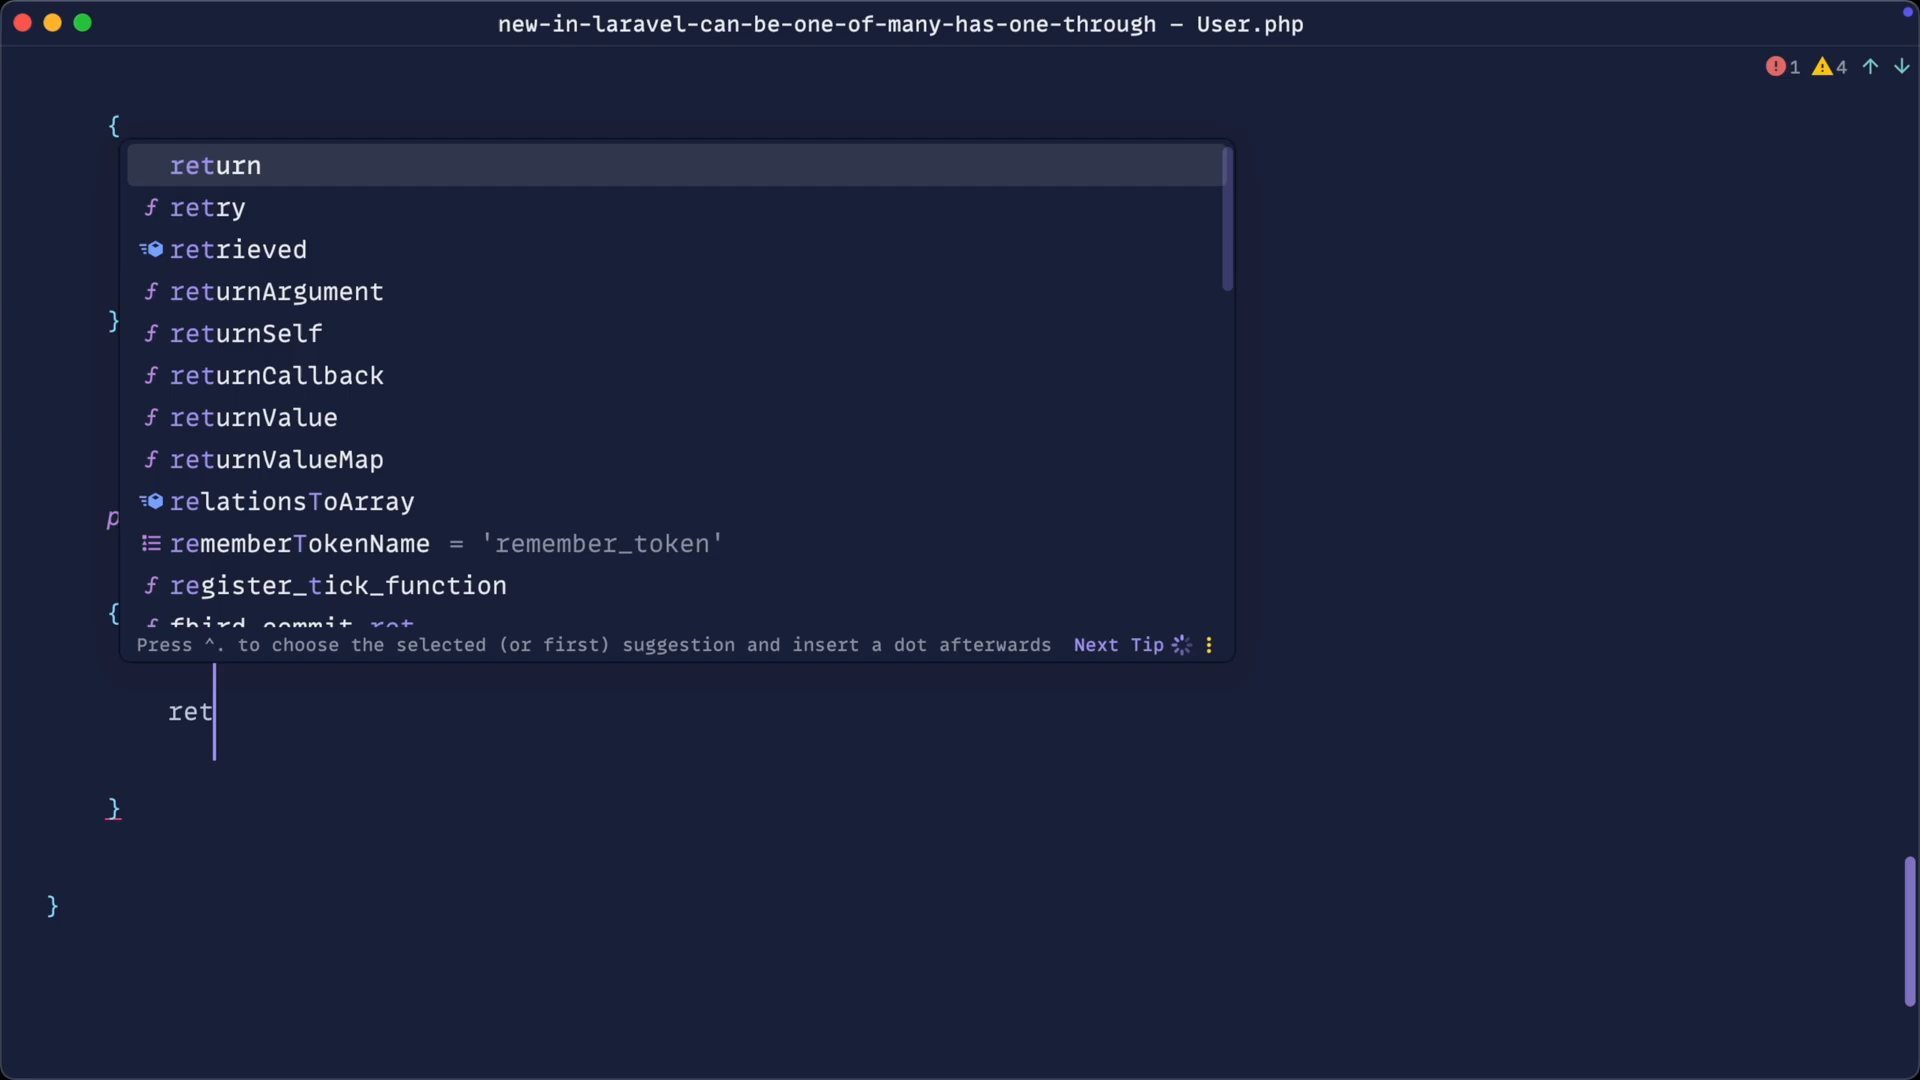 new-in-laravel-can-be-one-of-many-has-one-through – User.php
1 4
{
return
f retry
retrieved
f returnArgument
f returnSelf
}
f returnCallback
f returnValue
f returnValueMap
relationsToArray
p
rememberTokenName = 'remember_token'
f register_tick_function
{
f fbird_commit_ret
Press ^. to choose the selected (or first) suggestion and insert a dot afterwards Next Tip
ret
}
}